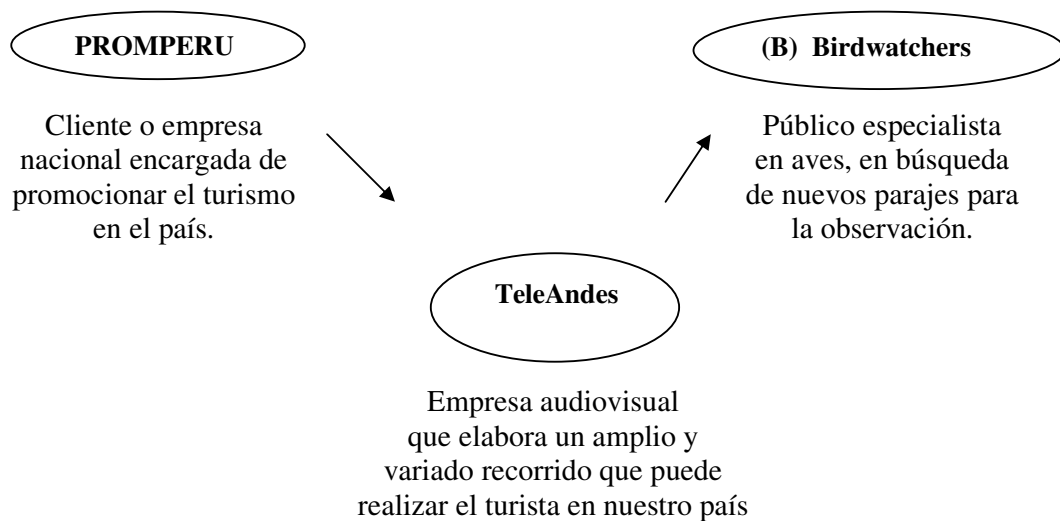 PROMPERU
Cliente o empresa
nacional encargada de
promocionar el turismo
en el país.
(B) Birdwatchers
Público especialista
en aves, en búsqueda
de nuevos parajes para
la observación.
TeleAndes
Empresa audiovisual
que elabora un amplio y
variado recorrido que puede
realizar el turista en nuestro país